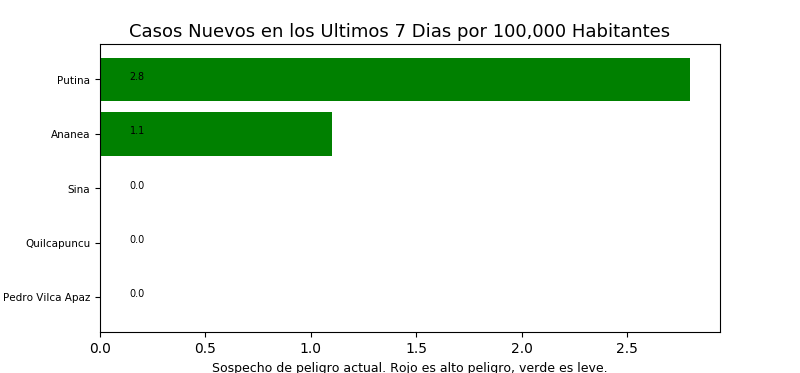 Casos Nuevos en los Ultimos 7 Dias por 100,000 Habitantes
Putina 2.8
Ananea 1.1
Sina 0.0
Quilcapuncu 0.0
Pedro Vilca Apaz 0.0
0.0 0.5 1.0 1.5 2.0 2.5
Sospecho de peligro actual. Rojo es alto peligro, verde es leve.